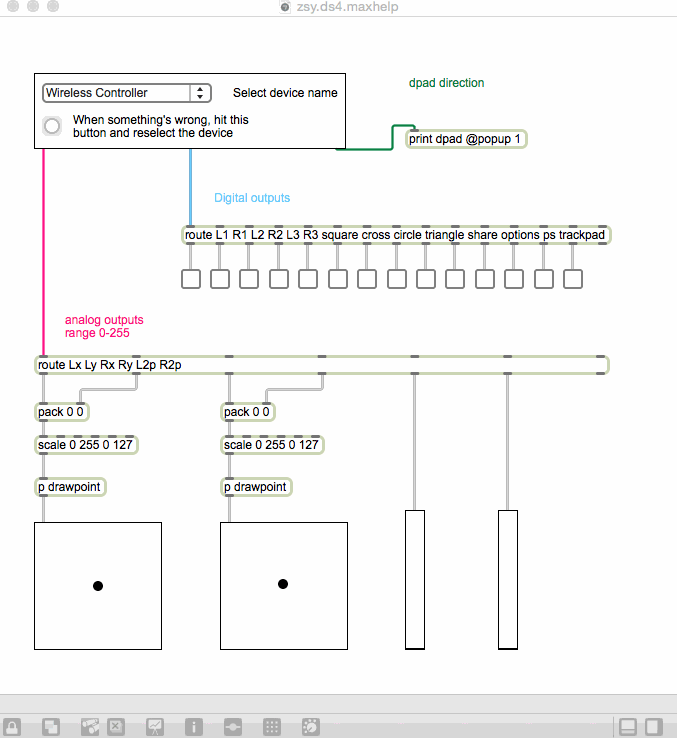 zsy.ds4.maxhelp
dpad direction
Wireless Controller
Select device name
When something's wrong, hit this
button and reselect the device
print dpad @popup 1
Digital outputs
route L1 R1 L2 R2 L3 R3 square cross circle triangle share options ps trackpad
analog outputs
range 0-255
route Lx Ly Rx Ry L2p R2p
pack 0 0
pack 0 0
scale 0 255 0 127
scale 0 255 0 127
p drawpoint
p drawpoint